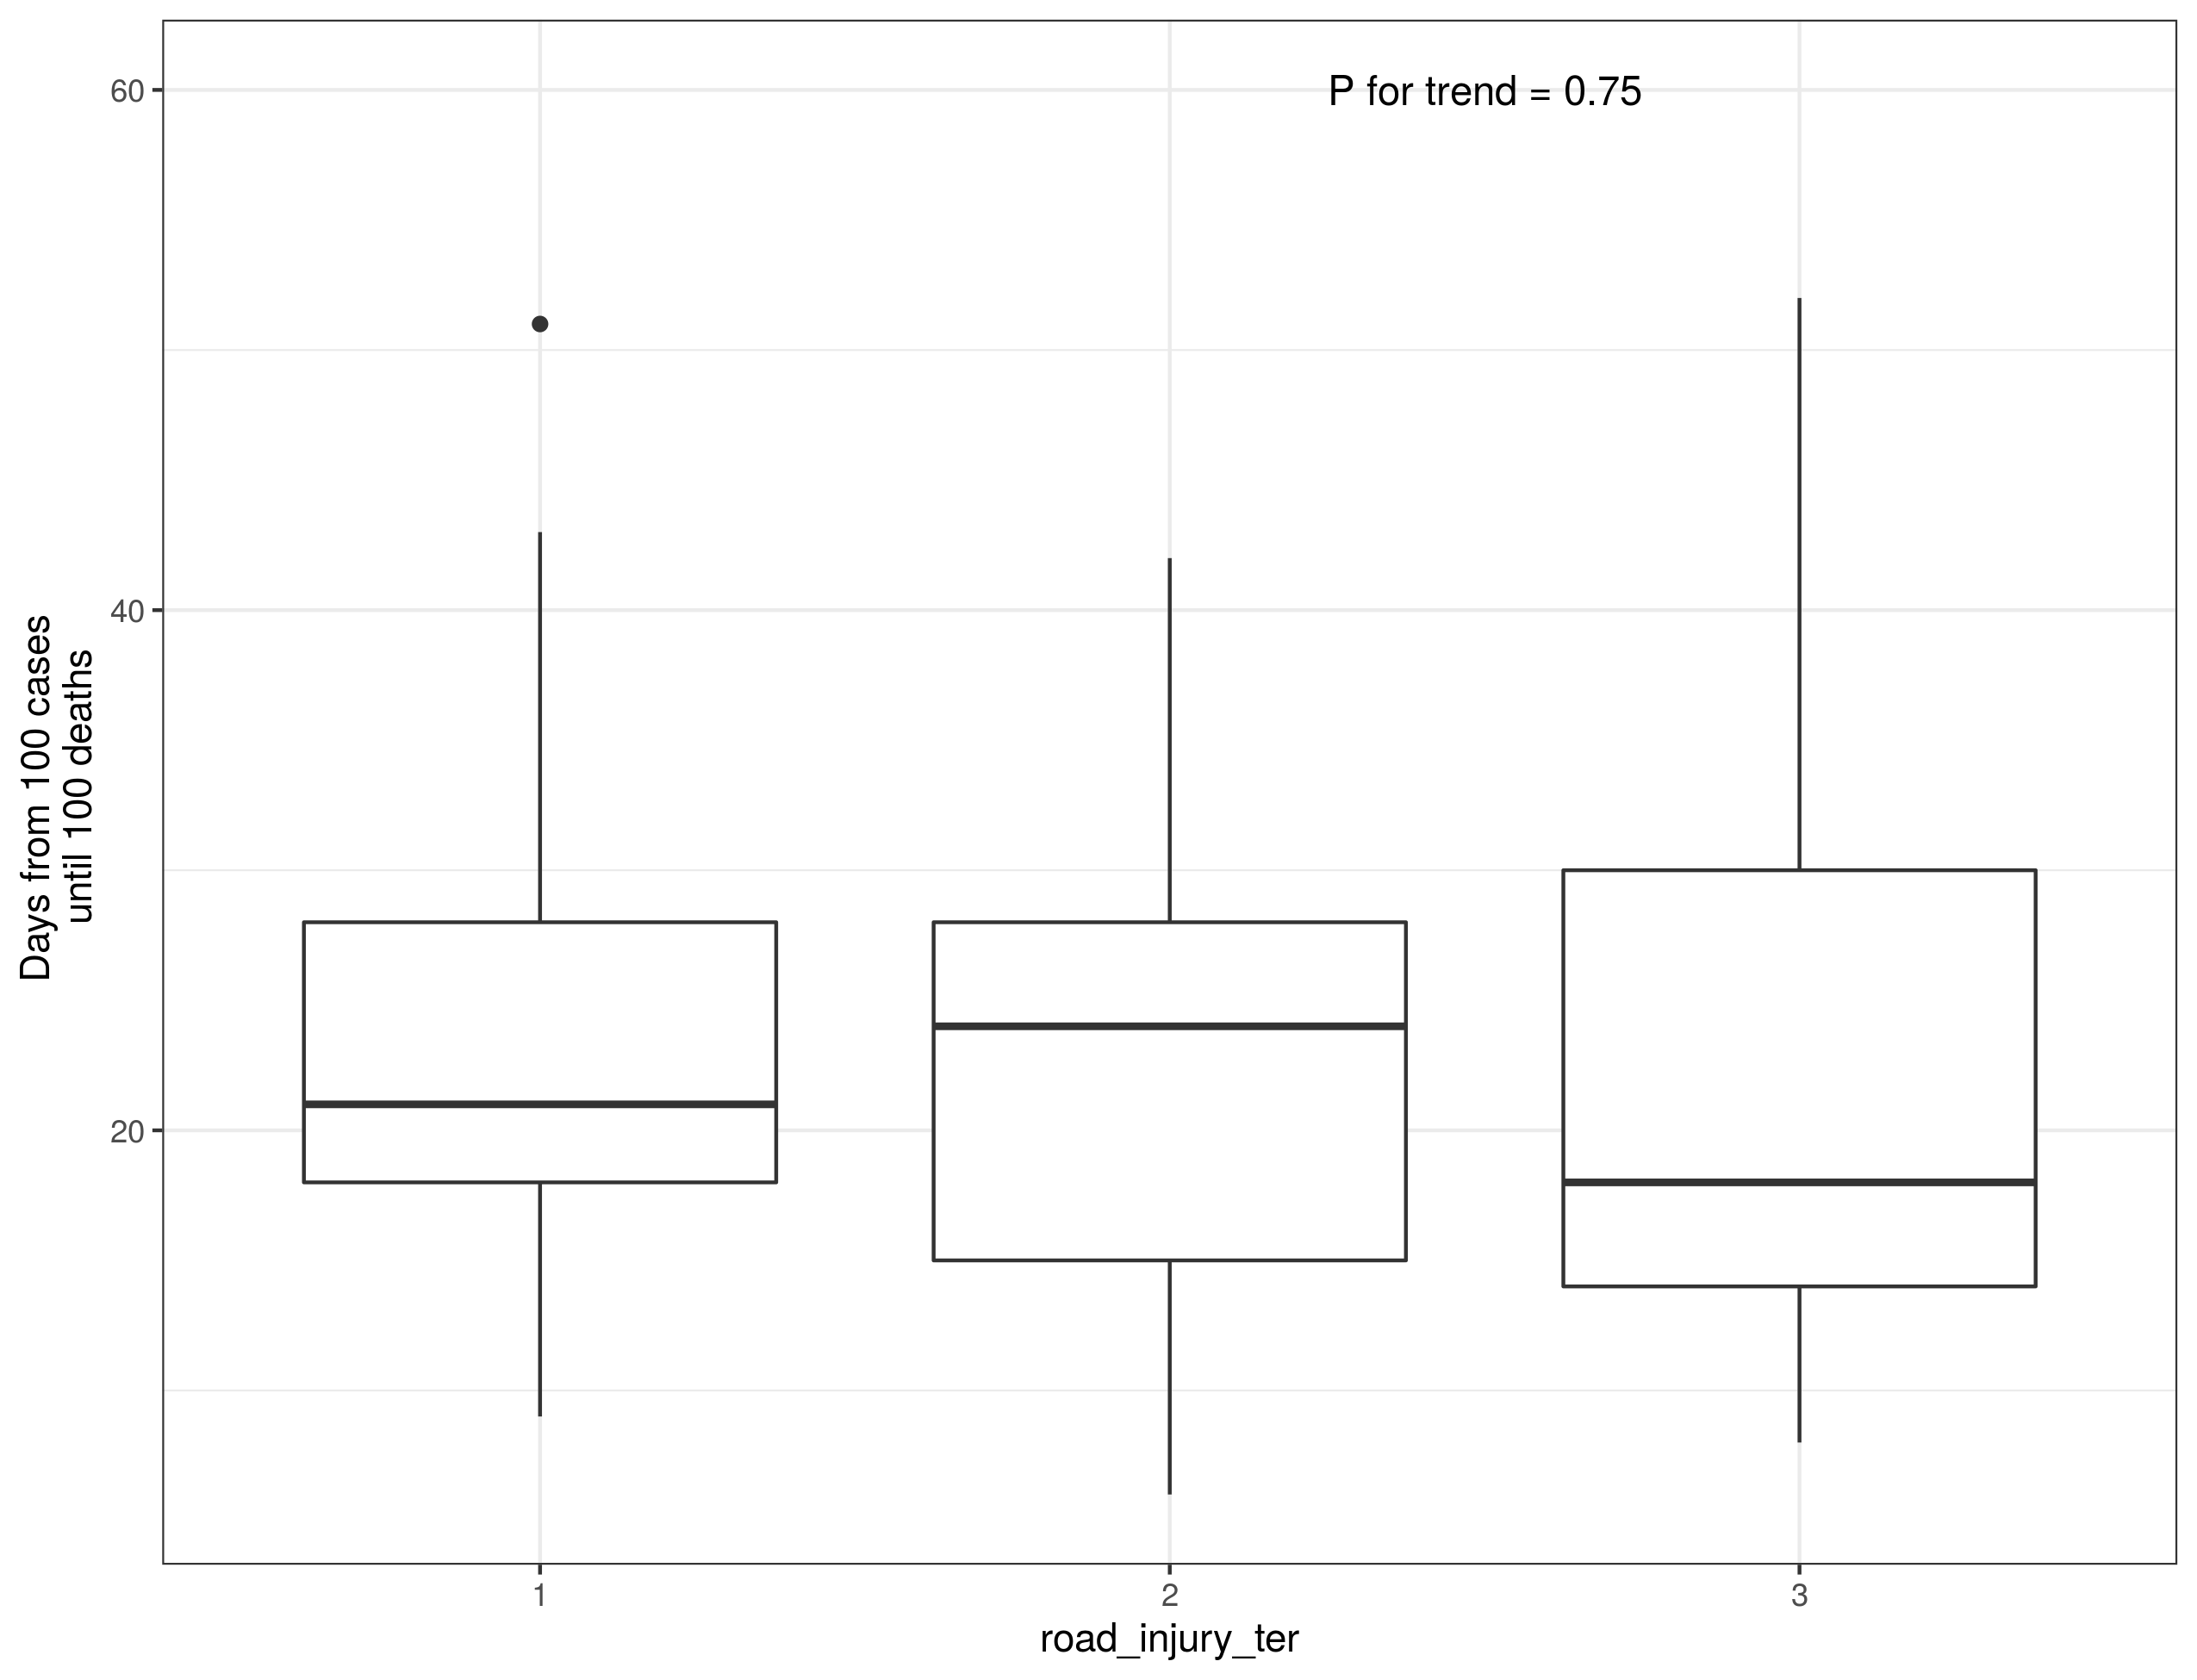 P for trend = 0.75
60
40
20
Days from 100 cases
until 100 deaths
1
2
3
road_injury_ter